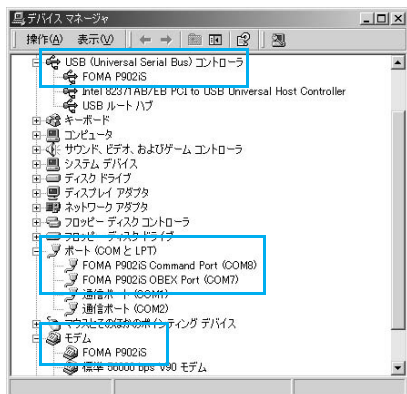 デバイス マネージャ
操作(A) 表示(V)
USB (Universal Serial Bus) コントローラ
FOMA P902iS
Intel 82371AB/EB PCI to USB Universal Host Controller
USB ルート ハブ
キーボード
コンピュータ
サウンド、ビデオ、およびゲーム コントローラ
システム デバイス
ディスク ドライブ
ディスプレイ アダプタ
ネットワーク アダプタ
フロッピー ディスク コントローラ
フロッピー ディスク ドライブ
ポート (COM と LPT)
FOMA P902iS Command Port (COM8)
FOMA P902iS OBEX Port (COM7)
通信ポート (COM1)
通信ポート (COM2)
マウスとそのほかのポインティング デバイス
モデム
FOMA P902iS
標準 56000 bps V90 モデム